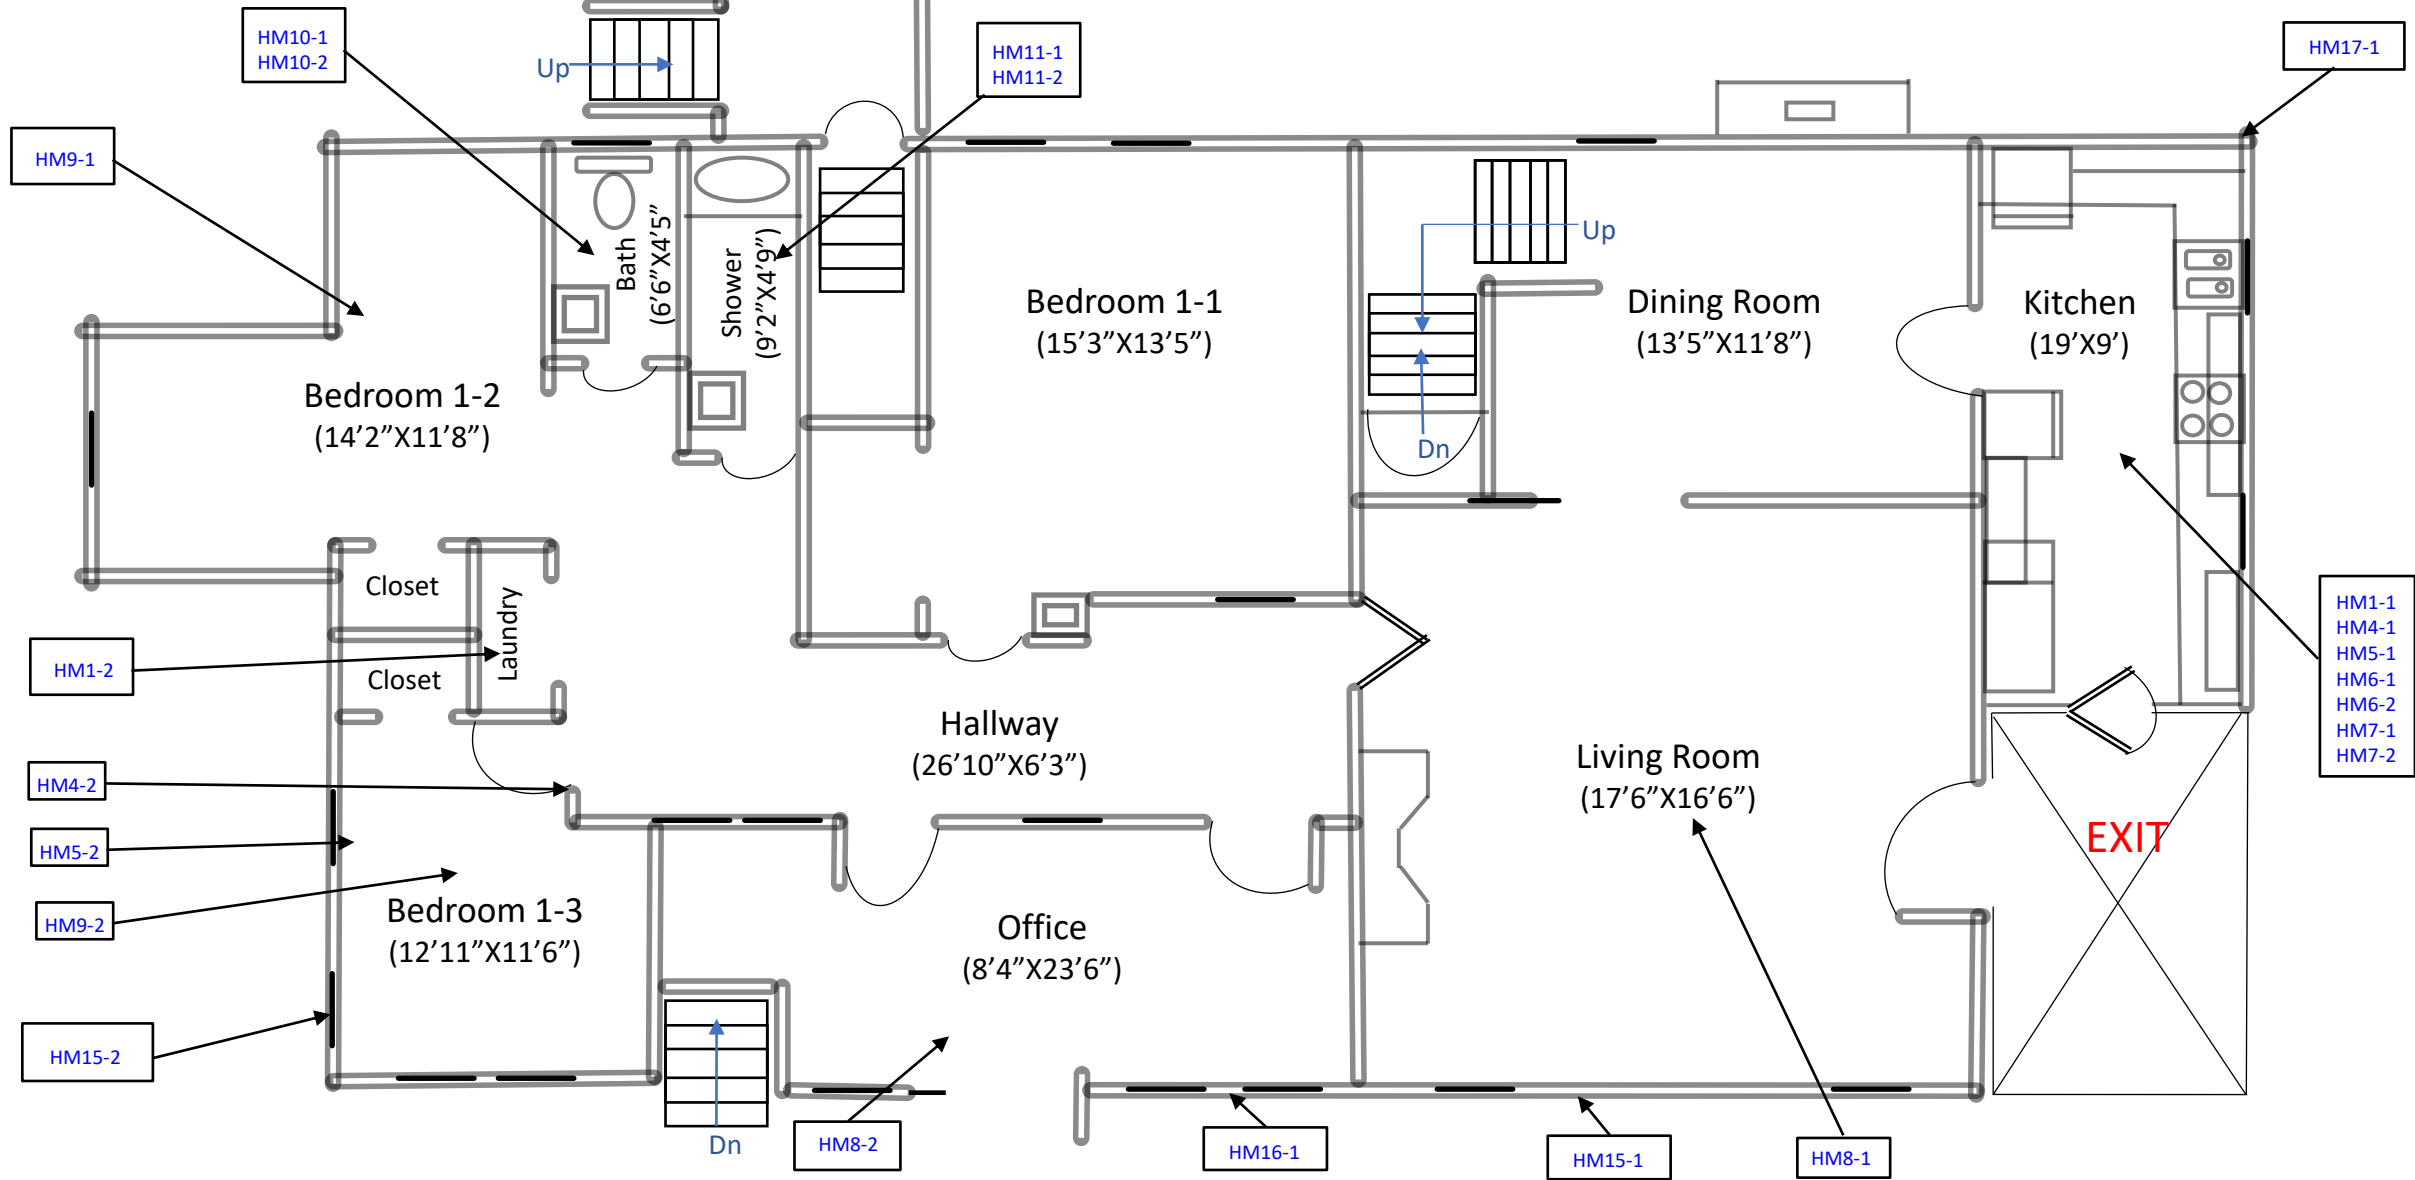 HM10-1
HM10-2
Up
HM11-1
HM11-2
HM17-1
HM9-1
Bath
(6’6”X4’5”
Shower
(9’2”X4’9”)
Up
Bedroom 1-1
(15’3”X13’5”)
Dining Room
(13’5”X11’8”)
Kitchen
(19’X9’)
Bedroom 1-2
(14’2”X11’8”)
Dn
Closet
Laundry
HM1-2
Closet
HM1-1
HM4-1
HM5-1
HM6-1
HM6-2
HM7-1
HM7-2
Hallway
(26’10”X6’3”)
Living Room
(17’6”X16’6”)
HM4-2
HM5-2
EXIT
HM9-2
Bedroom 1-3
(12’11”X11’6”)
Office
(8’4”X23’6”)
HM15-2
Dn
HM8-2
HM16-1
HM15-1
HM8-1